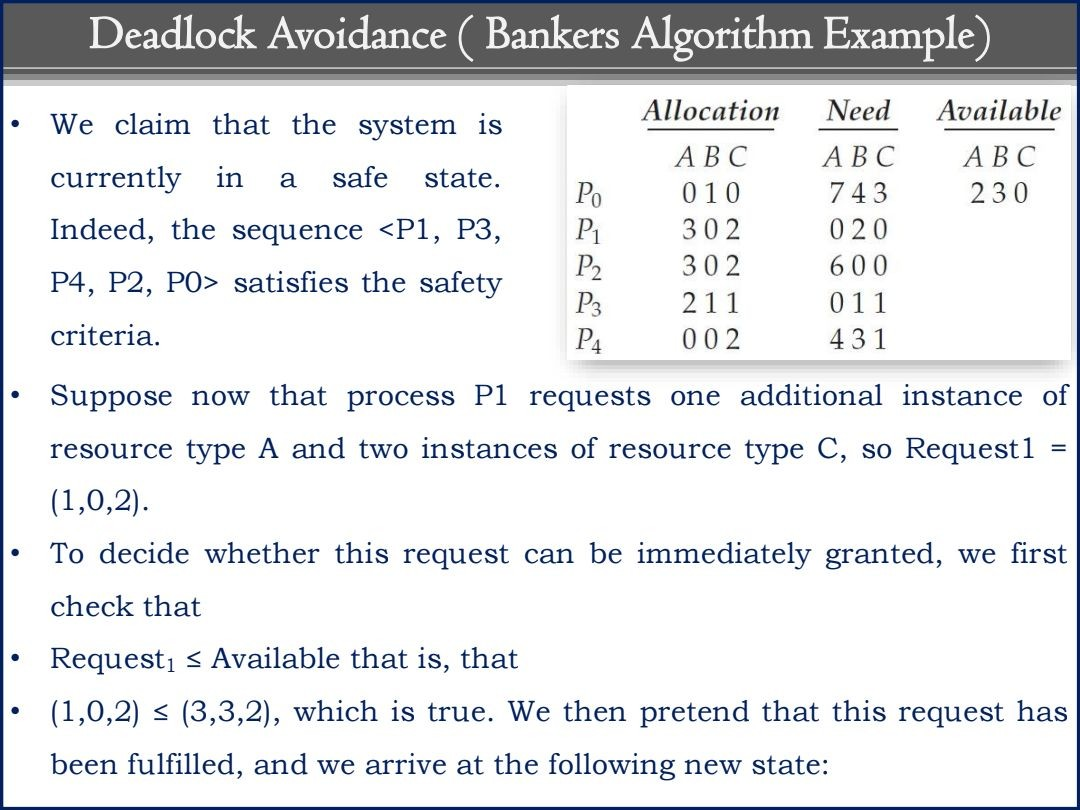 Deadlock Avoidance ( Bankers Algorithm Example)
• We claim that the system is
currently in a safe state.
Indeed, the sequence <P1, P3,
P4, P2, P0> satisfies the safety
criteria.
Allocation Need Available
A B C A B C A B C
P0 0 1 0 7 4 3 2 3 0
P1 3 0 2 0 2 0
P2 3 0 2 6 0 0
P3 2 1 1 0 1 1
P4 0 0 2 4 3 1
• Suppose now that process P1 requests one additional instance of
resource type A and two instances of resource type C, so Request1 =
(1,0,2).
• To decide whether this request can be immediately granted, we first
check that
• Request₁ ≤ Available that is, that
• (1,0,2) ≤ (3,3,2), which is true. We then pretend that this request has
been fulfilled, and we arrive at the following new state: